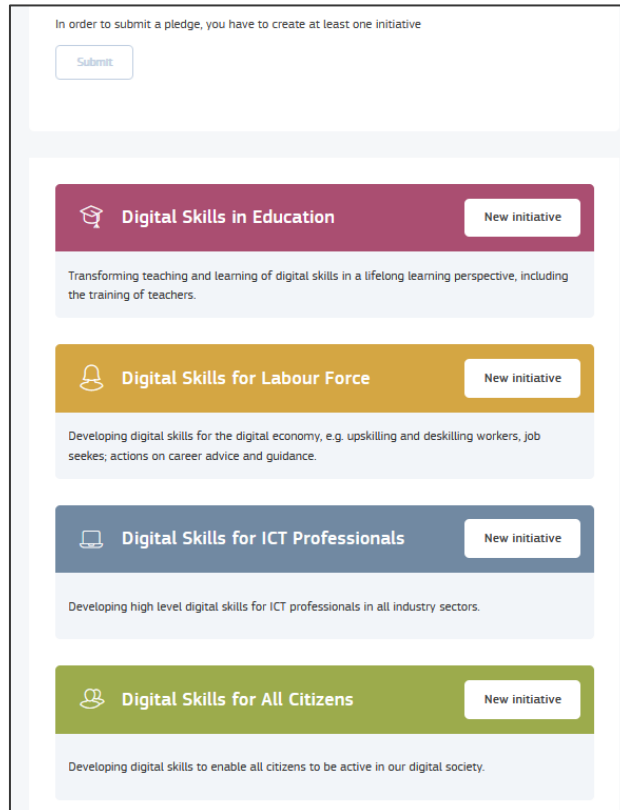 In order to submit a pledge, you have to create at least one initiative
Submit
Digital Skills in Education
New initiative
Transforming teaching and learning of digital skills in a lifelong learning perspective, including
the training of teachers.
Digital Skills for Labour Force
New initiative
Developing digital skills for the digital economy, e.g. upskilling and deskilling workers, job
seekes; actions on career advice and guidance.
Digital Skills for ICT Professionals
New initiative
Developing high level digital skills for ICT professionals in all industry sectors.
Digital Skills for All Citizens
New initiative
Developing digital skills to enable all citizens to be active in our digital society.